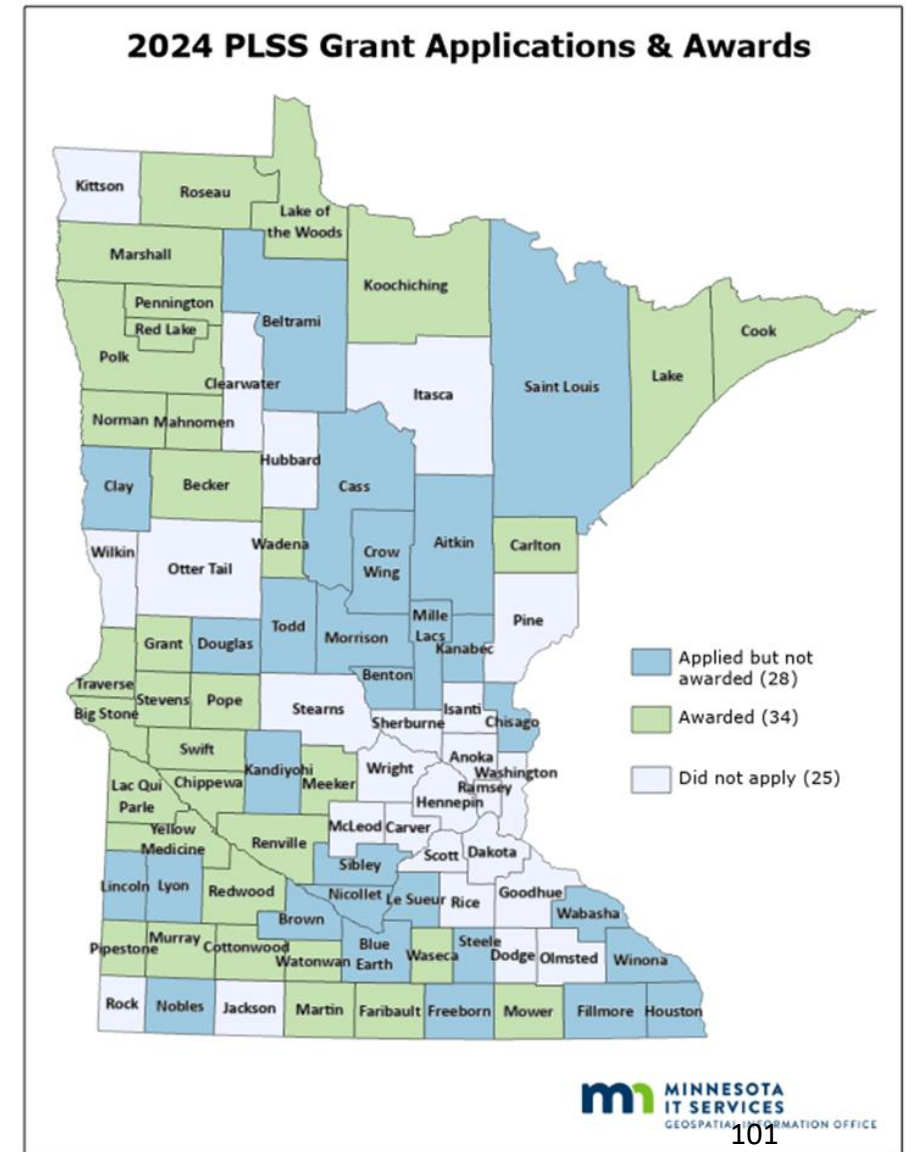 2024 PLSS Grant Applications & Awards
Kittson
Roseau
Lake of
the Woods
Marshall
Koochiching
Pennington
Beltrami
Red Lake
Cook
Polk
Lake
Clearwater
Saint Louis
Itasca
Norman
Mahnomen
Hubbard
Clay
Becker
Cass
Wadena
Aitkin
Carlton
Wilkin
Crow
Wing
Otter Tail
Mille
Lacs
Pine
Todd
Morrison
Grant
Douglas
Kanabec
Benton
Traverse
Stevens
Pope
Stearns
Isanti
Big Stone
Sherburne
Chisago
Swift
Anoka
Kandiyohi
Wright
Washington
Chippewa
Meeker
Ramsey
Lac Qui
Parle
Hennepin
McLeod
Carver
Yellow
Medicine
Renville
Scott
Dakota
Sibley
Lincoln
Lyon
Redwood
Nicollet
Le Sueur
Rice
Goodhue
Wabasha
Brown
Pipestone
Murray
Cottonwood
Watonwan
Blue
Earth
Waseca
Steele
Dodge
Olmsted
Winona
Rock
Nobles
Jackson
Martin
Faribault
Freeborn
Mower
Fillmore
Houston
Applied but not
awarded (28)
Awarded (34)
Did not apply (25)
mn MINNESOTA
IT SERVICES
GEOSPATIAL INFORMATION OFFICE
101